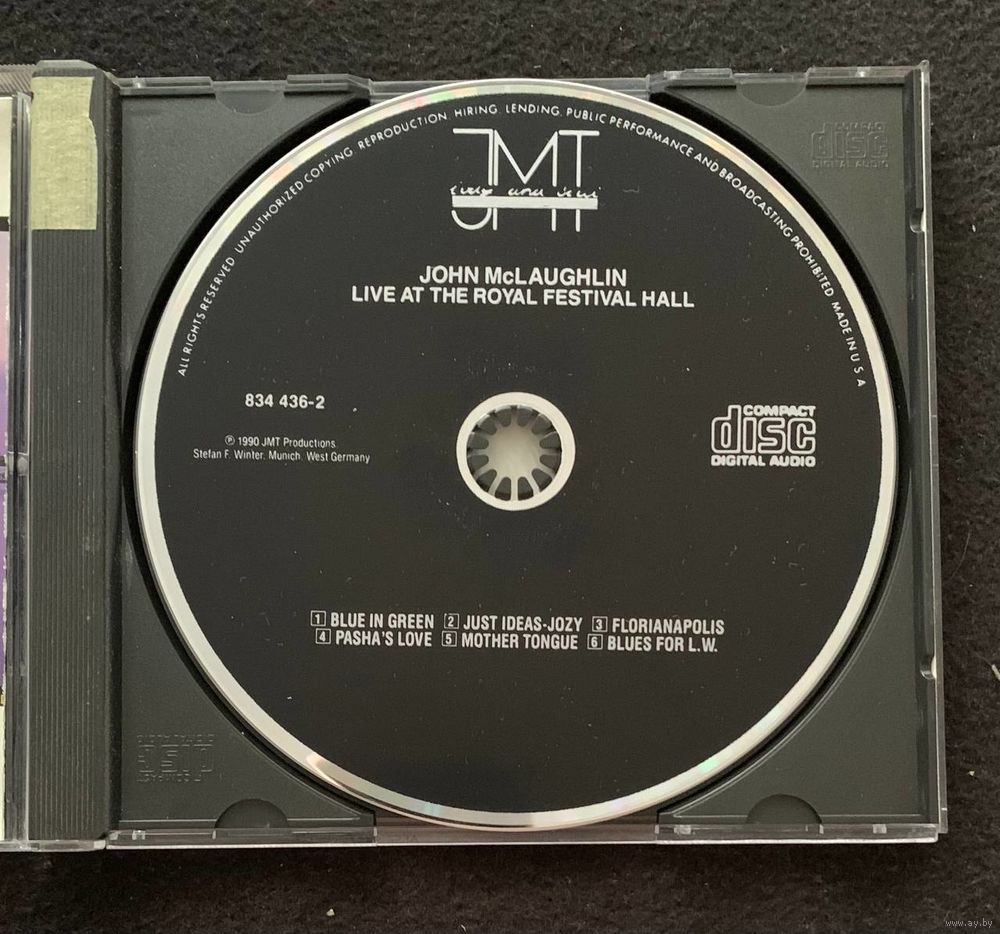 ALL RIGHTS RESERVED. UNAUTHORIZED COPYING. REPRODUCTION. HIRING. LENDING. PUBLIC PERFORMANCE AND BROADCASTING PROHIBITED. MADE IN U S A
JMT
JOHN McLAUGHLIN
LIVE AT THE ROYAL FESTIVAL HALL
834 436-2
℗ 1990 JMT Productions.
Stefan F. Winter. Munich. West Germany
COMPACT
disc
DIGITAL AUDIO
1 BLUE IN GREEN 2 JUST IDEAS-JOZY 3 FLORIANAPOLIS
4 PASHA'S LOVE 5 MOTHER TONGUE 6 BLUES FOR L.W.
COMPACT
disc
DIGITAL AUDIO
www.ay.by